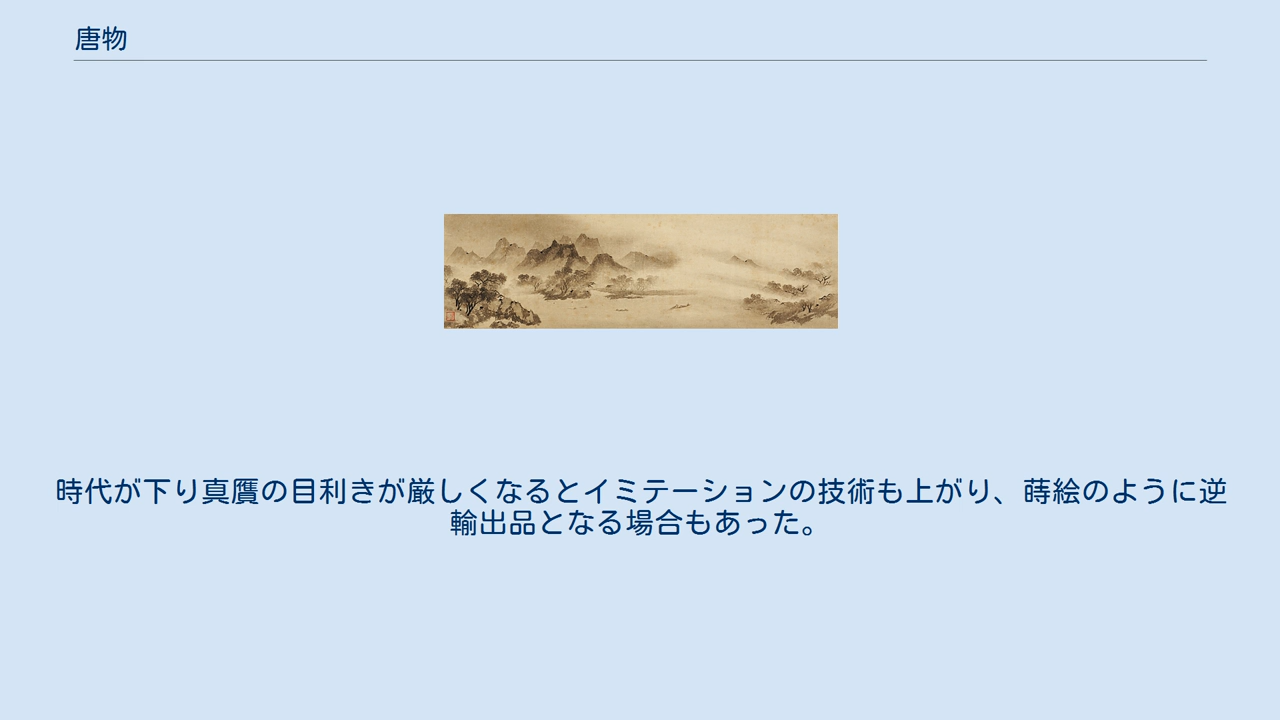 唐物
時代が下り真贋の目利きが厳しくなるとイミテーションの技術も上がり、蒔絵のように逆
輸出品となる場合もあった。